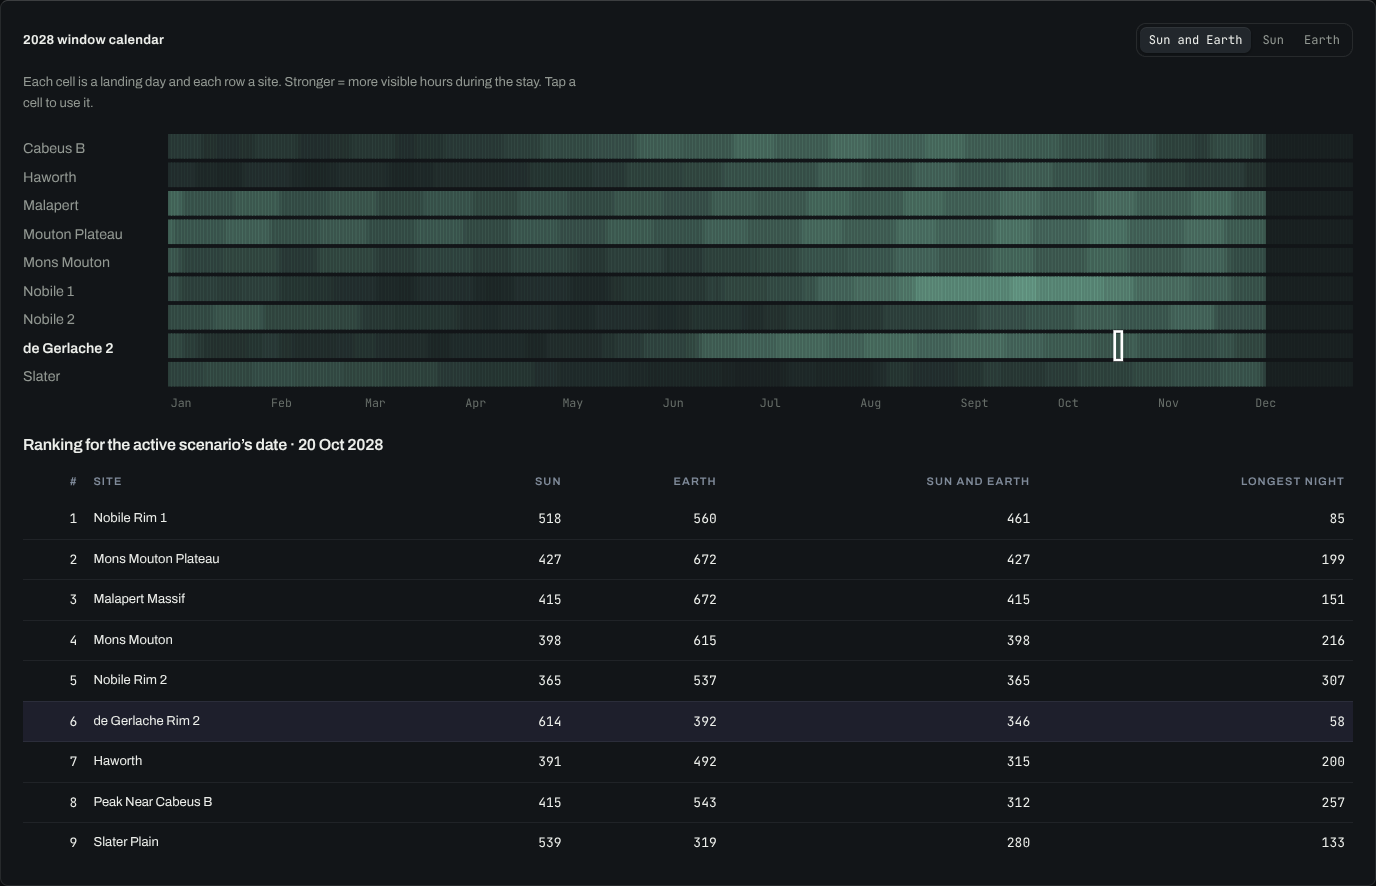 2028 window calendar
Sun and Earth Sun Earth
Each cell is a landing day and each row a site. Stronger = more visible hours during the stay. Tap a
cell to use it.
Cabeus B
Haworth
Malapert
Mouton Plateau
Mons Mouton
Nobile 1
Nobile 2
de Gerlache 2
Slater
Jan Feb Mar Apr May Jun Jul Aug Sept Oct Nov Dec
Ranking for the active scenario’s date · 20 Oct 2028
# SITE SUN EARTH SUN AND EARTH LONGEST NIGHT
1 Nobile Rim 1 518 560 461 85
2 Mons Mouton Plateau 427 672 427 199
3 Malapert Massif 415 672 415 151
4 Mons Mouton 398 615 398 216
5 Nobile Rim 2 365 537 365 307
6 de Gerlache Rim 2 614 392 346 58
7 Haworth 391 492 315 200
8 Peak Near Cabeus B 415 543 312 257
9 Slater Plain 539 319 280 133